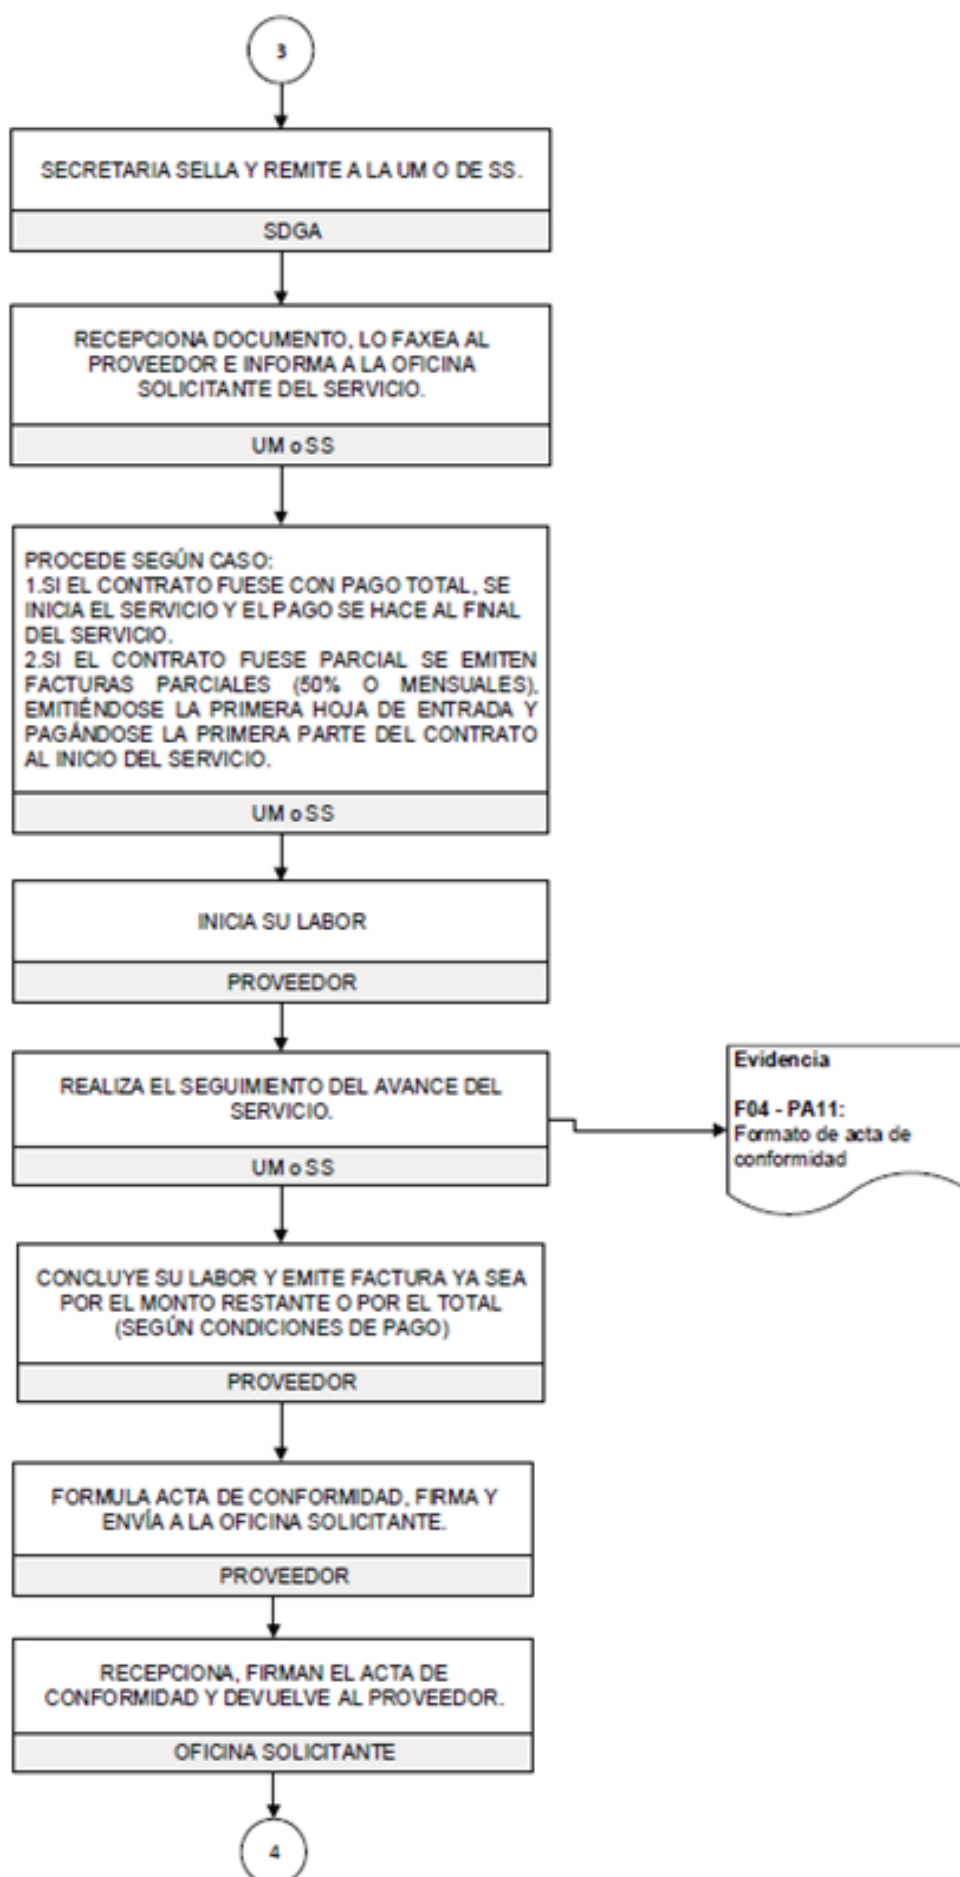 3
SECRETARIA SELLA Y REMITE A LA UM O DE SS.
SDGA
RECEPCIONA DOCUMENTO, LO FAXEA AL
PROVEEDOR E INFORMA A LA OFICINA
SOLICITANTE DEL SERVICIO.
UM o SS
PROCEDE SEGÚN CASO:
1.SI EL CONTRATO FUESE CON PAGO TOTAL, SE
INICIA EL SERVICIO Y EL PAGO SE HACE AL FINAL
DEL SERVICIO.
2.SI EL CONTRATO FUESE PARCIAL SE EMITEN
FACTURAS PARCIALES (50% O MENSUALES),
EMITIÉNDOSE LA PRIMERA HOJA DE ENTRADA Y
PAGÁNDOSE LA PRIMERA PARTE DEL CONTRATO
AL INICIO DEL SERVICIO.
UM o SS
INICIA SU LABOR
PROVEEDOR
REALIZA EL SEGUIMIENTO DEL AVANCE DEL
SERVICIO.
UM o SS
Evidencia
F04 - PA11:
Formato de acta de
conformidad
CONCLUYE SU LABOR Y EMITE FACTURA YA SEA
POR EL MONTO RESTANTE O POR EL TOTAL
(SEGÚN CONDICIONES DE PAGO)
PROVEEDOR
FORMULA ACTA DE CONFORMIDAD, FIRMA Y
ENVÍA A LA OFICINA SOLICITANTE.
PROVEEDOR
RECEPCIONA, FIRMAN EL ACTA DE
CONFORMIDAD Y DEVUELVE AL PROVEEDOR.
OFICINA SOLICITANTE
4